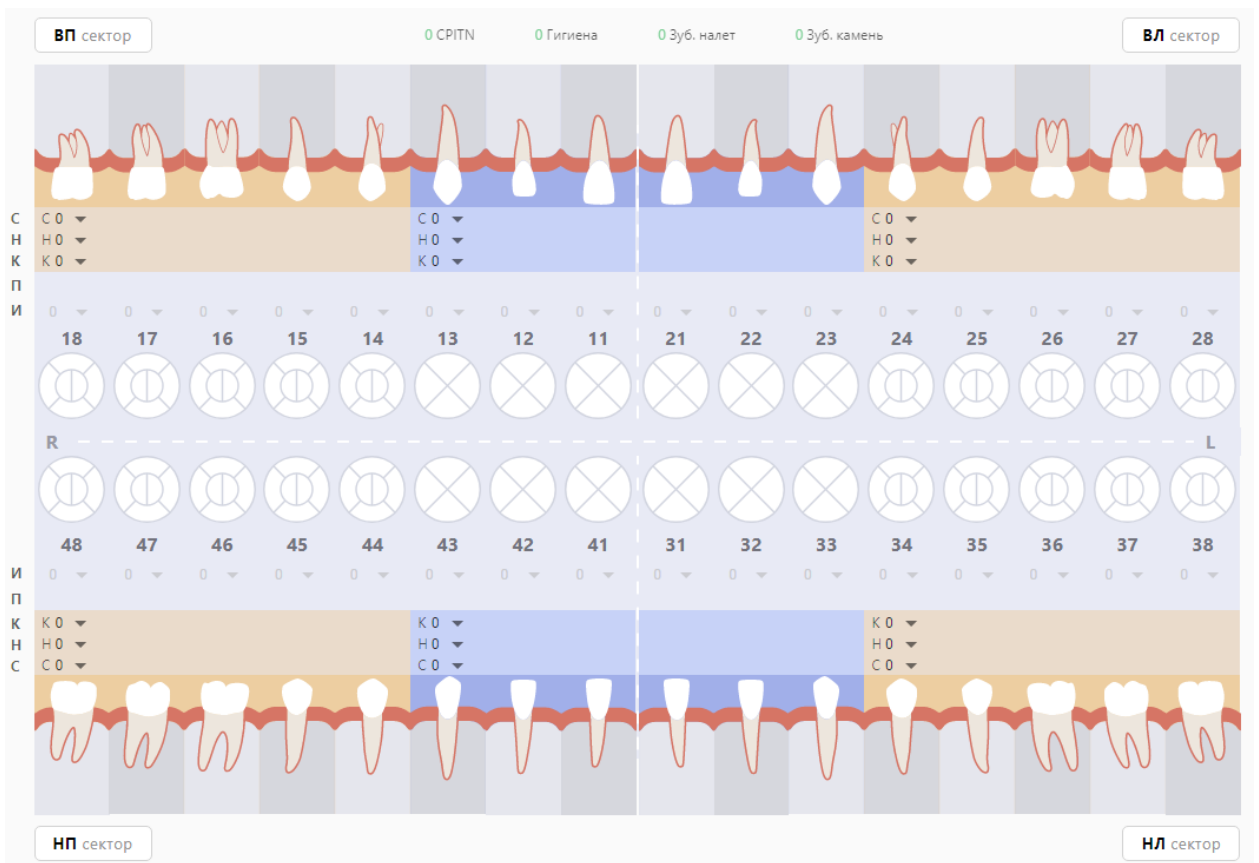 ВП сектор 0 CPITN 0 Гигиена 0 Зуб. налет 0 Зуб. камень ВЛ сектор
С С 0 С 0 С 0
Н Н 0 Н 0 Н 0
К К 0 К 0 К 0
П
И 0 0 0 0 0 0 0 0 0 0 0 0 0 0 0 0
18 17 16 15 14 13 12 11 21 22 23 24 25 26 27 28
R L
48 47 46 45 44 43 42 41 31 32 33 34 35 36 37 38
И 0 0 0 0 0 0 0 0 0 0 0 0 0 0 0 0
П
К К 0 К 0 К 0
Н Н 0 Н 0 Н 0
С С 0 С 0 С 0
НП сектор НЛ сектор